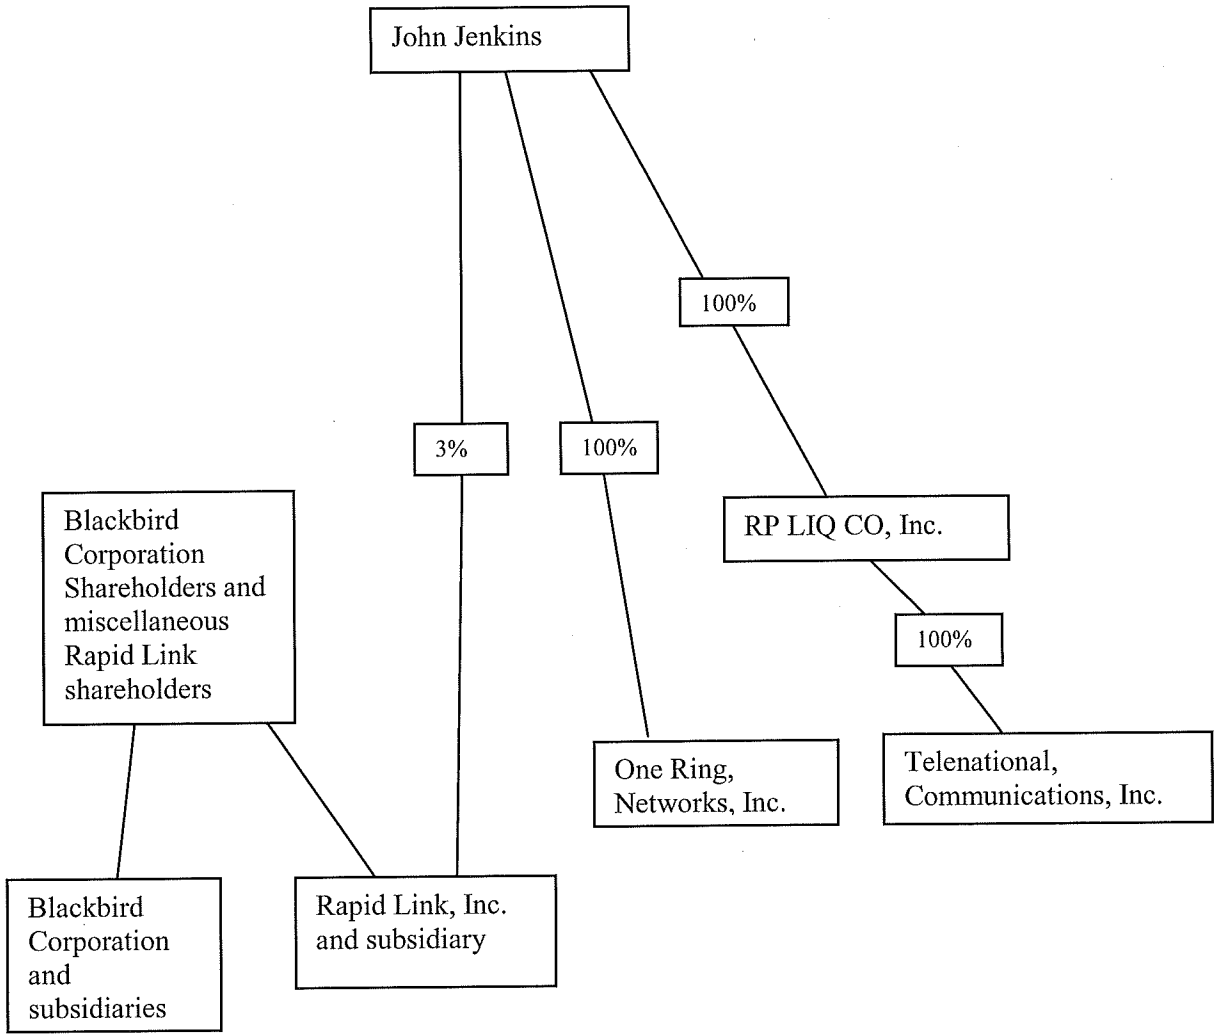 John Jenkins
100%
3%
100%
Blackbird
Corporation
Shareholders and
miscellaneous
Rapid Link
shareholders
RP LIQ CO, Inc.
100%
One Ring,
Networks, Inc.
Telenational,
Communications, Inc.
Blackbird
Corporation
and
subsidiaries
Rapid Link, Inc.
and subsidiary